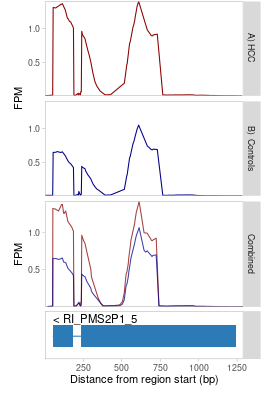 FPM
1.0
0.5
A) HCC
1.0
0.5
B): Controls
FPM
1.0
0.5
Combined
< RI_PMS2P1_5
0
250
500
750
1000
1250
Distance from region start (bp)